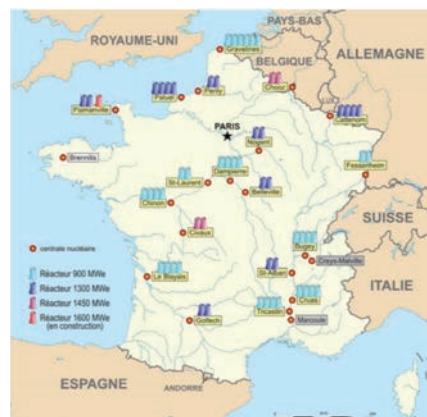 ROYAUME-UNI
PAYS-BAS
ALLEMAGNE
BELGIQUE
LUX.
Gravelines
Chooz
Penly
Paluel
Flamanville
Cattenom
PARIS
Nogent
Brennilis
Fessenheim
Dampierre
St-Laurent
Belleville
Chinon
SUISSE
Civaux
Bugey
Creys-Malville
centrale nucléaire
Réacteur 900 MWe
Réacteur 1300 MWe
Réacteur 1450 MWe
Réacteur 1600 MWe
(en construction)
Le Blayais
St-Alban
ITALIE
Cruas
Tricastin
Golfech
Marcoule
ESPAGNE
ANDORRE